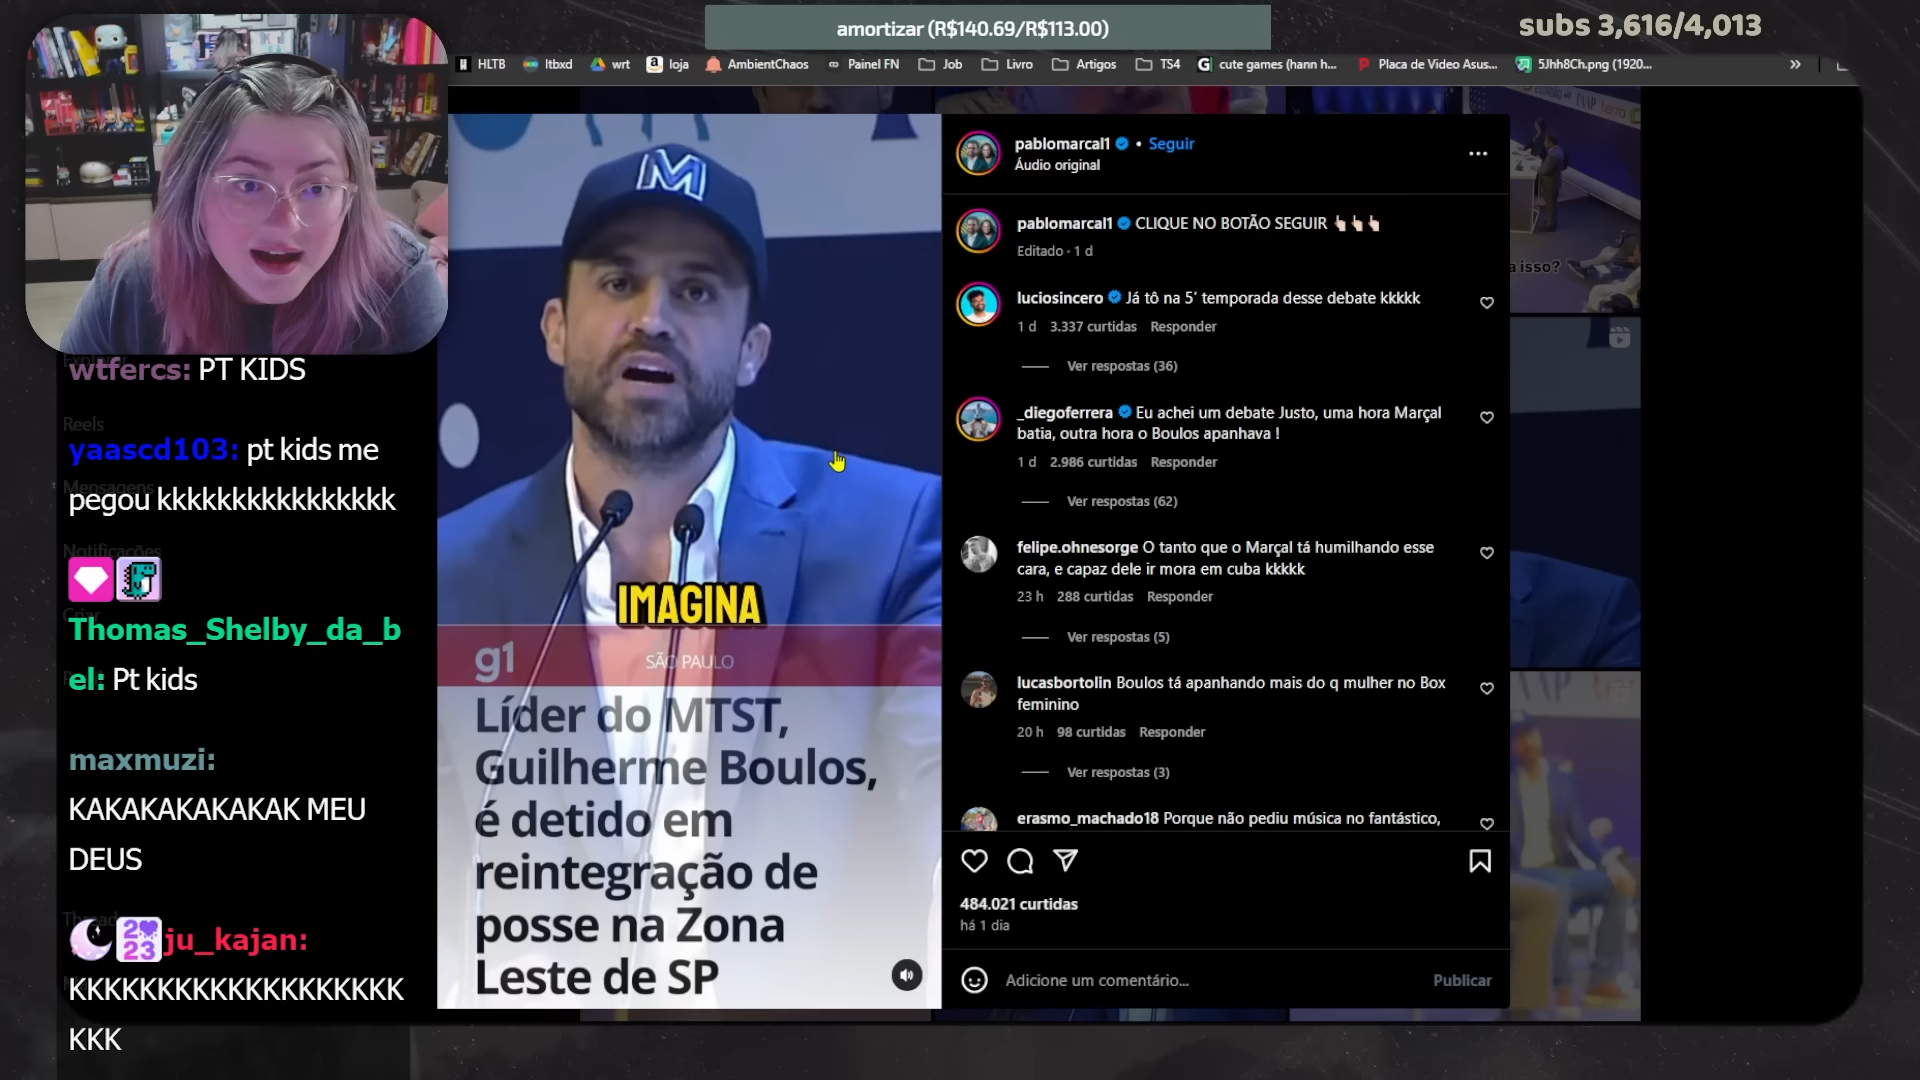 amortizar (R$140.69/R$113.00)
subs 3,616/4,013
HLTB
ltbxd
wrt
loja
AmbientChaos
Painel FN
Job
Livro
Artigos
TS4
cute games (hann h...
Placa de Video Asus...
5Jhh8Ch.png (1920...
»
wtfercs: PT KIDS
Reels
yaascd103: pt kids me
Mensagens
pegou kkkkkkkkkkkkkkkk
Notificações
Criar
Thomas_Shelby_da_b
el: Pt kids
maxmuzi:
KAKAKAKAKAKAK MEU
DEUS
2 23
ju_kajan:
KKKKKKKKKKKKKKKKKKK
KKK
M
IMAGINA
g1
SÃO PAULO
Líder do MTST,
Guilherme Boulos,
é detido em
reintegração de
posse na Zona
Leste de SP
pablomarcal1 • Seguir
Áudio original
pablomarcal1 CLIQUE NO BOTÃO SEGUIR 👆🏻👆🏻👆🏻
Editado · 1 d
luciosincero Já tô na 5' temporada desse debate kkkkk
1 d 3.337 curtidas Responder
Ver respostas (36)
_diegoferrera Eu achei um debate Justo, uma hora Marçal
batia, outra hora o Boulos apanhava !
1 d 2.986 curtidas Responder
Ver respostas (62)
felipe.ohnesorge O tanto que o Marçal tá humilhando esse
cara, e capaz dele ir mora em cuba kkkkk
23 h 288 curtidas Responder
Ver respostas (5)
lucasbortolin Boulos tá apanhando mais do q mulher no Box
feminino
20 h 98 curtidas Responder
Ver respostas (3)
erasmo_machado18 Porque não pediu música no fantástico,
484.021 curtidas
há 1 dia
Adicione um comentário...
Publicar
a isso?